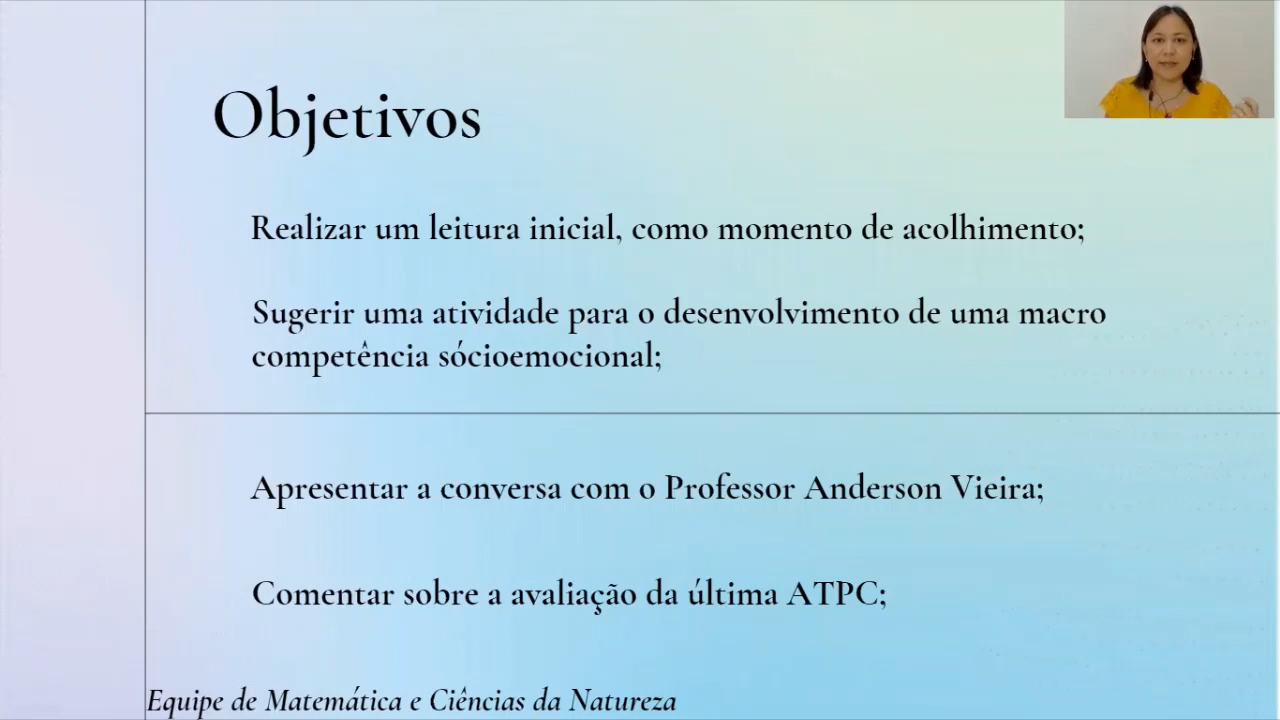 Objetivos
Realizar um leitura inicial, como momento de acolhimento;
Sugerir uma atividade para o desenvolvimento de uma macro
competência sócioemocional;
Apresentar a conversa com o Professor Anderson Vieira;
Comentar sobre a avaliação da última ATPC;
Equipe de Matemática e Ciências da Natureza